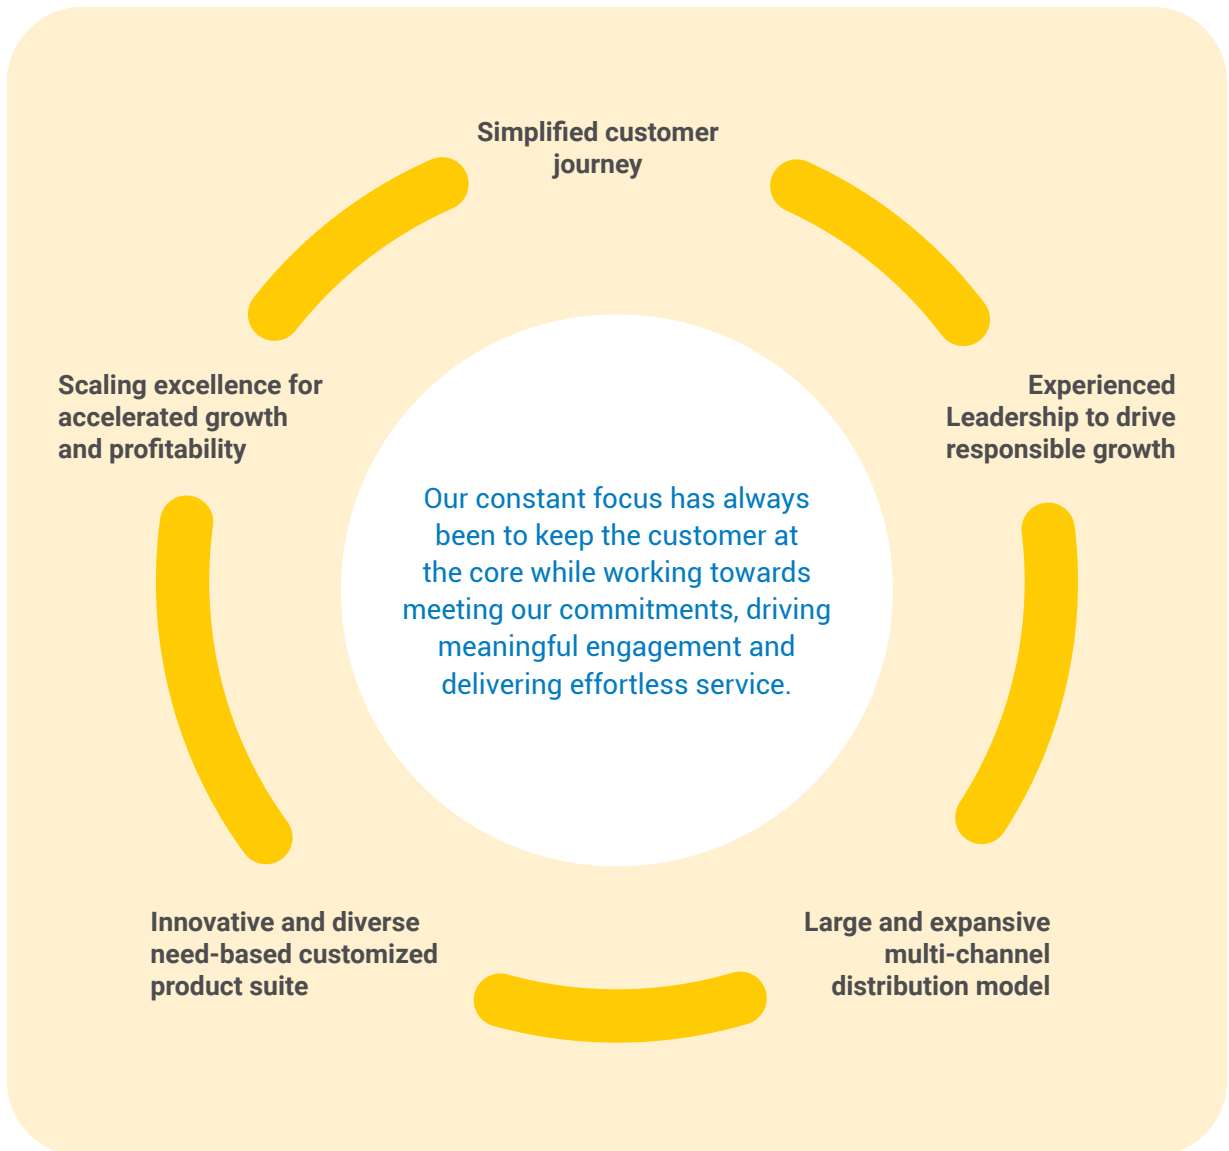 Simplified customer
journey
Scaling excellence for
accelerated growth
and profitability
Experienced
Leadership to drive
responsible growth
Our constant focus has always
been to keep the customer at
the core while working towards
meeting our commitments, driving
meaningful engagement and
delivering effortless service.
Innovative and diverse
need-based customized
product suite
Large and expansive
multi-channel
distribution model